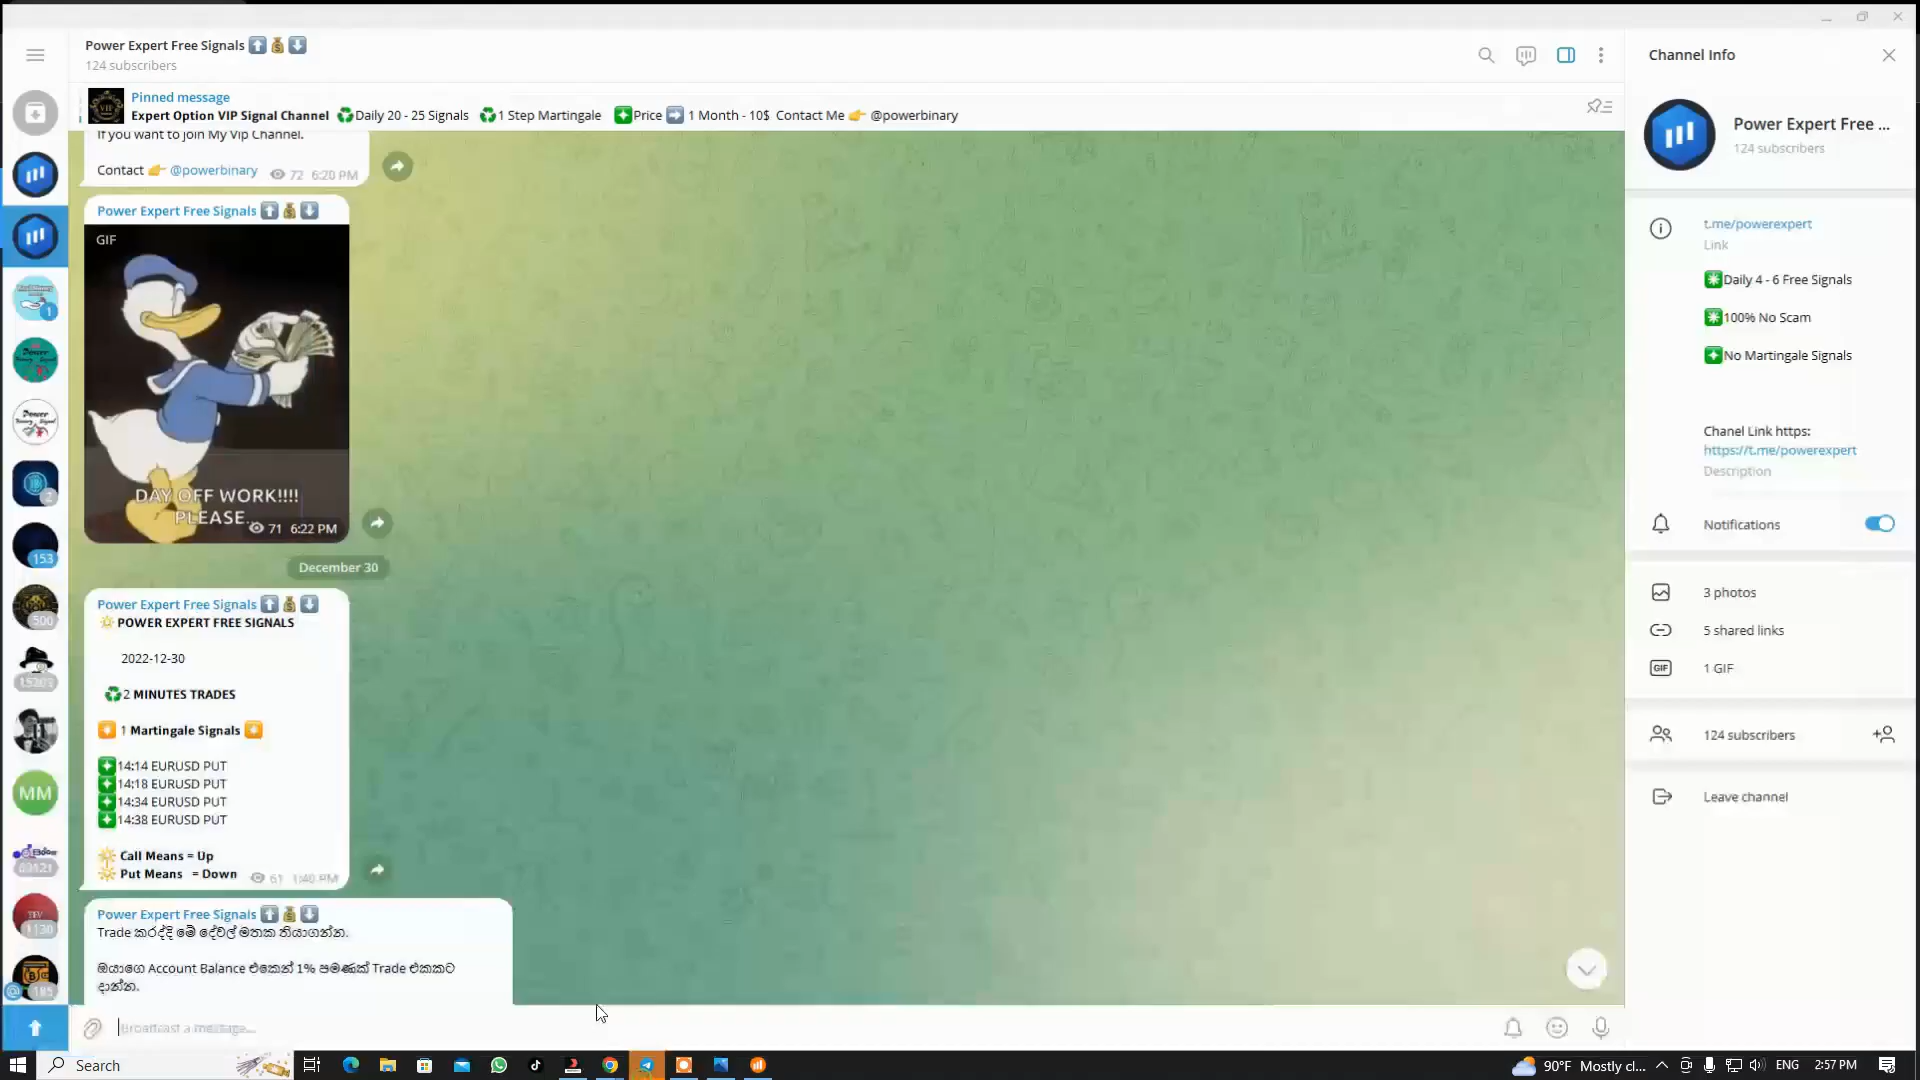 Power Expert Free Signals ⬆️💰⬇️
124 subscribers
Pinned message
Expert Option VIP Signal Channel ♻️Daily 20 - 25 Signals ♻️1 Step Martingale ✳️Price ➡️ 1 Month - 10$ Contact Me 👉 @powerbinary
If you want to join My Vip Channel.
Contact 👉 @powerbinary 72 6:20 PM
Power Expert Free Signals ⬆️💰⬇️
GIF
DAY OFF WORK!!!!
PLEASE
71 6:22 PM
December 30
Power Expert Free Signals ⬆️💰⬇️
🔅 POWER EXPERT FREE SIGNALS
2022-12-30
♻️2 MINUTES TRADES
1 Martingale Signals
14:14 EURUSD PUT
14:18 EURUSD PUT
14:34 EURUSD PUT
14:38 EURUSD PUT
🔆 Call Means = Up
🔆 Put Means = Down 61 1:40 PM
Power Expert Free Signals ⬆️💰⬇️
Trade කරද්දි මේ දේවල් මතක තියාගන්න.
ඔයාගෙ Account Balance එකෙන් 1% පමණක් Trade එකකට
දාන්න.
Broadcast a message...
Channel Info
Power Expert Free ...
124 subscribers
t.me/powerexpert
Link
✳️Daily 4 - 6 Free Signals
✳️100% No Scam
No Martingale Signals
Chanel Link https:
https://t.me/powerexpert
Description
Notifications
3 photos
5 shared links
GIF
1 GIF
124 subscribers
Leave channel
1
2
153
500
MM
185
Search
90°F Mostly cl...
ENG
2:57 PM